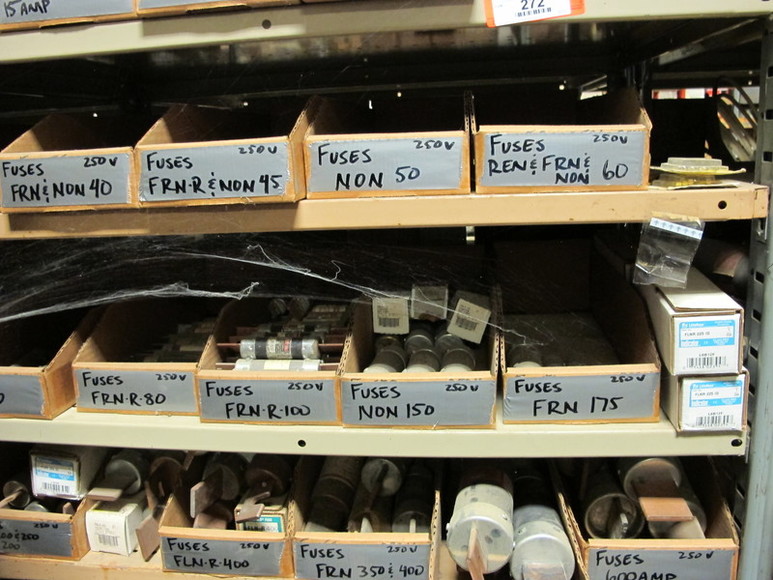 15 AMP
272
FUSES 250V
FRN & NON 40
FUSES 250V
FRN-R & NON 45
FUSES 250V
NON 50
FUSES 250V
REN & FRN &
NON 60
FUSES 250V
FRN-R-80
FUSES 250V
FRN-R-100
FUSES 250V
NON 150
FUSES 250V
FRN 175
250V
200
FUSES 250V
FLN-R-400
FUSES 250V
FRN 350 & 400
FUSES 250V
600AMP